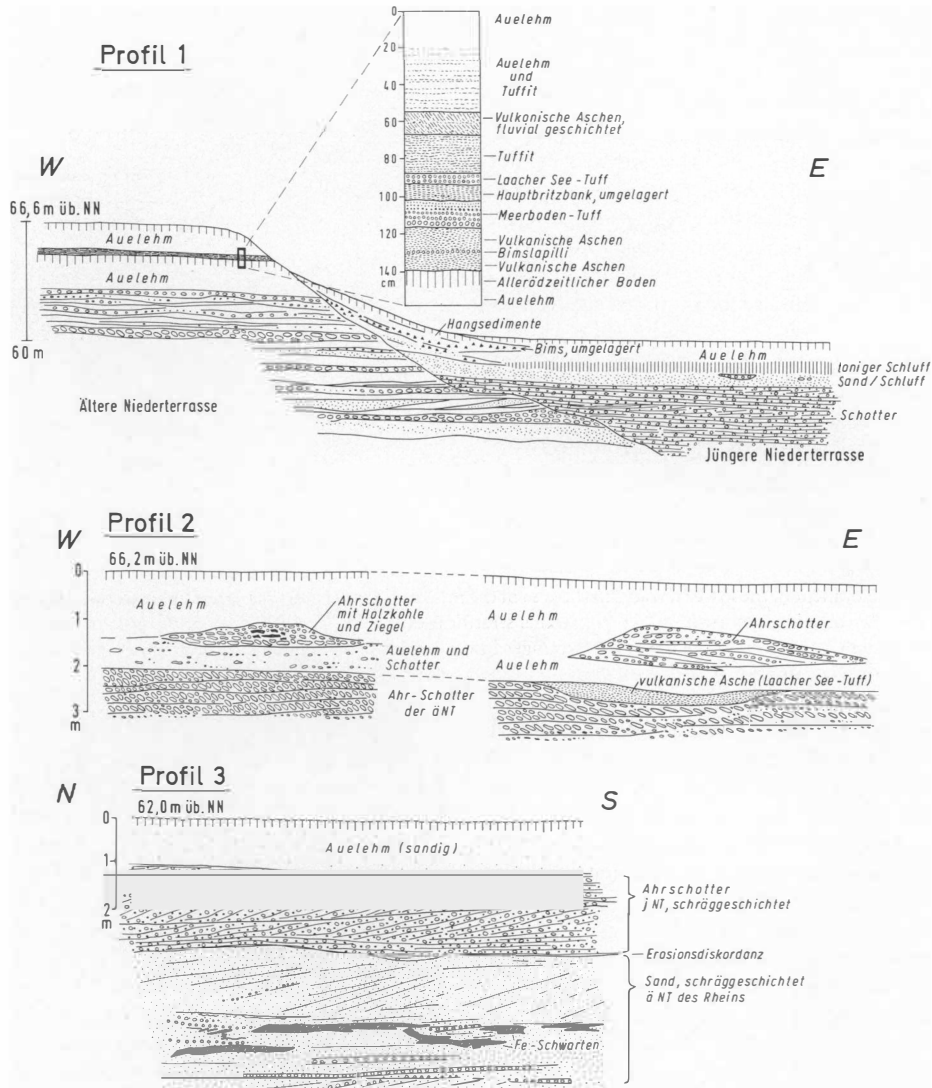 Profil 1
0
20
40
60
80
100
120
140
cm
Auelehm
Auelehm
und
Tuffit
Vulkanische Aschen,
fluvial geschichtet
Tuffit
Laacher See-Tuff
Hauptbritzbank, umgelagert
Meerboden-Tuff
Vulkanische Aschen
Bimslapilli
Vulkanische Aschen
Allerödzeitlicher Boden
Auelehm
W
E
66,6 m üb.NN
Auelehm
Auelehm
60 m
Hangsedimente
Bims, umgelagert
Auelehm
toniger Schluff
Sand/Schluff
Schotter
Ältere Niederterrasse
Jüngere Niederterrasse
Profil 2
W
E
66,2 m üb.NN
0
1
2
3
m
Auelehm
Ahrschotter
mit Holzkohle
und Ziegel
Auelehm und
Schotter
Ahr-Schotter
der äNT
Auelehm
Ahrschotter
Auelehm
vulkanische Asche (Laacher See-Tuff)
Profil 3
N
S
62,0 m üb.NN
0
1
2
m
Auelehm (sandig)
Ahrschotter
jNT, schräggeschichtet
Erosionsdiskordanz
Sand, schräggeschichtet
äNT des Rheins
Fe-Schwarten